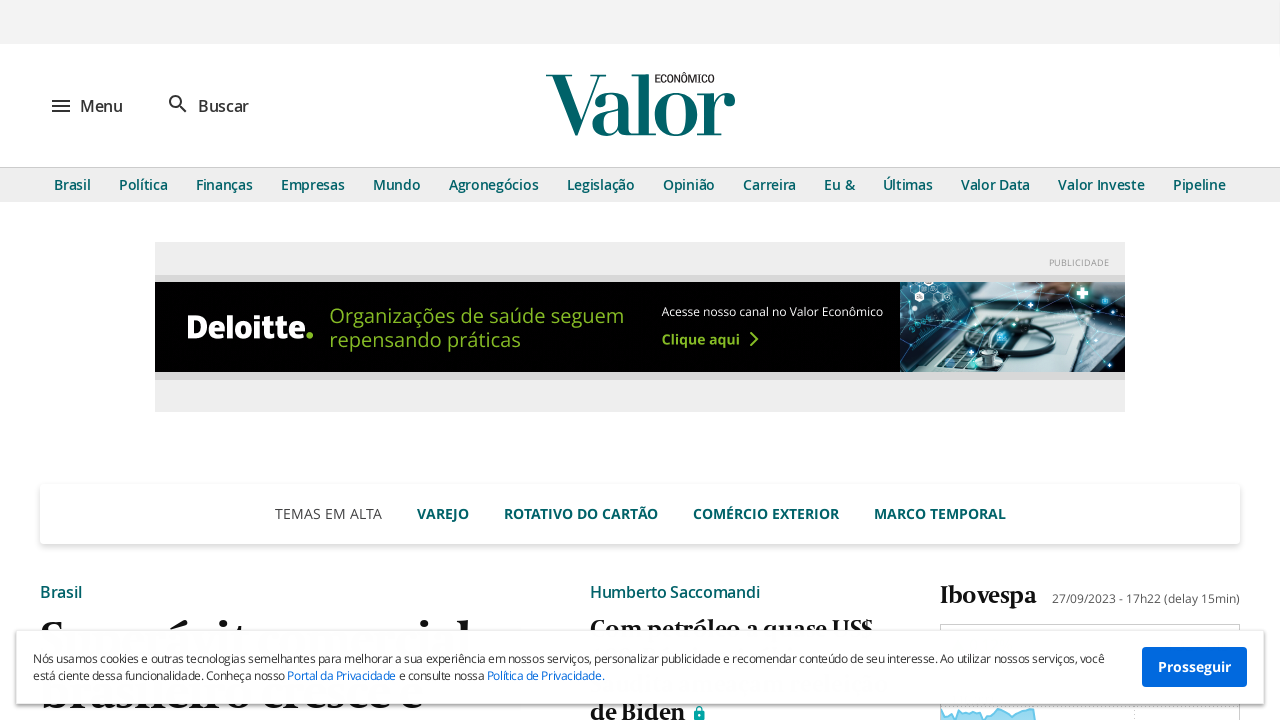 Menu
Buscar
Valor
ECONÔMICO
Brasil Política Finanças Empresas Mundo Agronegócios Legislação Opinião Carreira Eu & Últimas Valor Data Valor Investe Pipeline
PUBLICIDADE
Deloitte.
Organizações de saúde seguem
repensando práticas
Acesse nosso canal no Valor Econômico
Clique aqui
TEMAS EM ALTA VAREJO ROTATIVO DO CARTÃO COMÉRCIO EXTERIOR MARCO TEMPORAL
Brasil
Humberto Saccomandi
Com petróleo a quase US$
de Biden
Ibovespa 27/09/2023 - 17h22 (delay 15min)
Nós usamos cookies e outras tecnologias semelhantes para melhorar a sua experiência em nossos serviços, personalizar publicidade e recomendar conteúdo de seu interesse. Ao utilizar nossos serviços, você
está ciente dessa funcionalidade. Conheça nosso Portal da Privacidade e consulte nossa Política de Privacidade.
Prosseguir